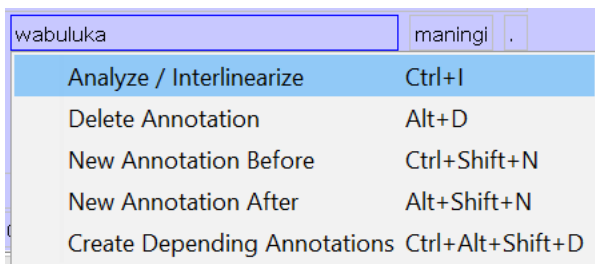 wabuluka maningi .
Analyze / Interlinearize Ctrl+I
Delete Annotation Alt+D
New Annotation Before Ctrl+Shift+N
New Annotation After Alt+Shift+N
Create Depending Annotations Ctrl+Alt+Shift+D